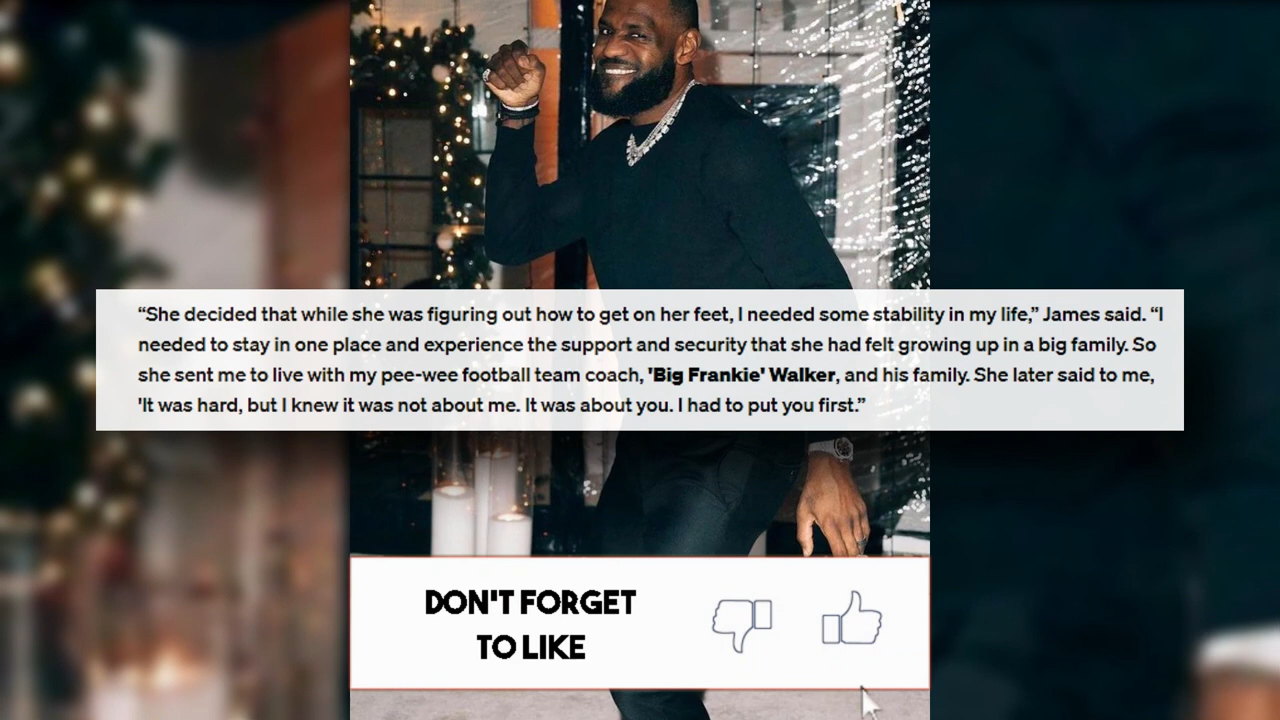 “She decided that while she was figuring out how to get on her feet, I needed some stability in my life,” James said. “I
needed to stay in one place and experience the support and security that she had felt growing up in a big family. So
she sent me to live with my pee-wee football team coach, 'Big Frankie' Walker, and his family. She later said to me,
'It was hard, but I knew it was not about me. It was about you. I had to put you first.”
DON'T FORGET
TO LIKE